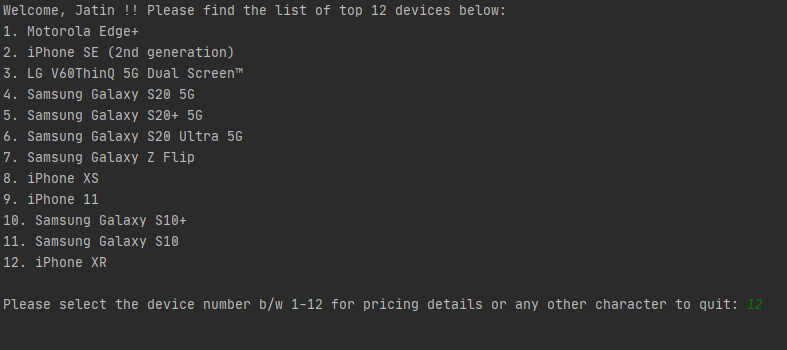 Welcome, Jatin !! Please find the list of top 12 devices below:
1. Motorola Edge+
2. iPhone SE (2nd generation)
3. LG V60ThinQ 5G Dual Screen™
4. Samsung Galaxy S20 5G
5. Samsung Galaxy S20+ 5G
6. Samsung Galaxy S20 Ultra 5G
7. Samsung Galaxy Z Flip
8. iPhone XS
9. iPhone 11
10. Samsung Galaxy S10+
11. Samsung Galaxy S10
12. iPhone XR
Please select the device number b/w 1-12 for pricing details or any other character to quit: 12